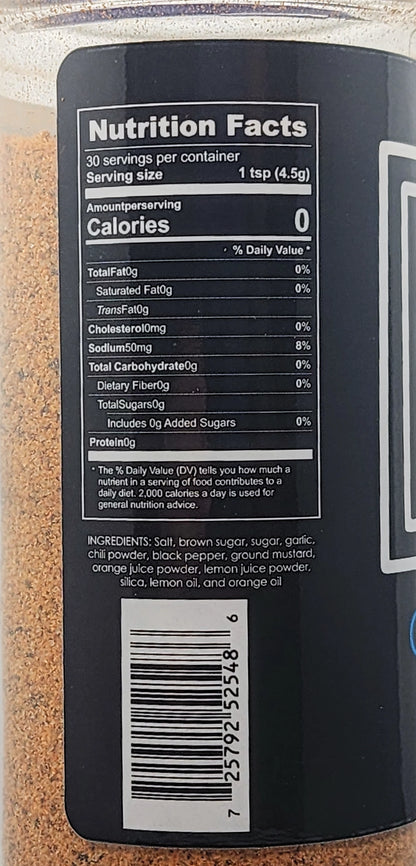 Nutrition Facts
30 servings per container
Serving size 1 tsp (4.5g)
Amountperserving
Calories 0
% Daily Value *
TotalFat0g 0%
Saturated Fat0g 0%
TransFat0g
Cholesterol0mg 0%
Sodium50mg 8%
Total Carbohydrate0g 0%
Dietary Fiber0g 0%
TotalSugars0g
Includes 0g Added Sugars 0%
Protein0g
* The % Daily Value (DV) tells you how much a
nutrient in a serving of food contributes to a
daily diet. 2,000 calories a day is used for
general nutrition advice.
INGREDIENTS: Salt, brown sugar, sugar, garlic,
chili powder, black pepper, ground mustard,
orange juice powder, lemon juice powder,
silica, lemon oil, and orange oil
7 25792 52548 6